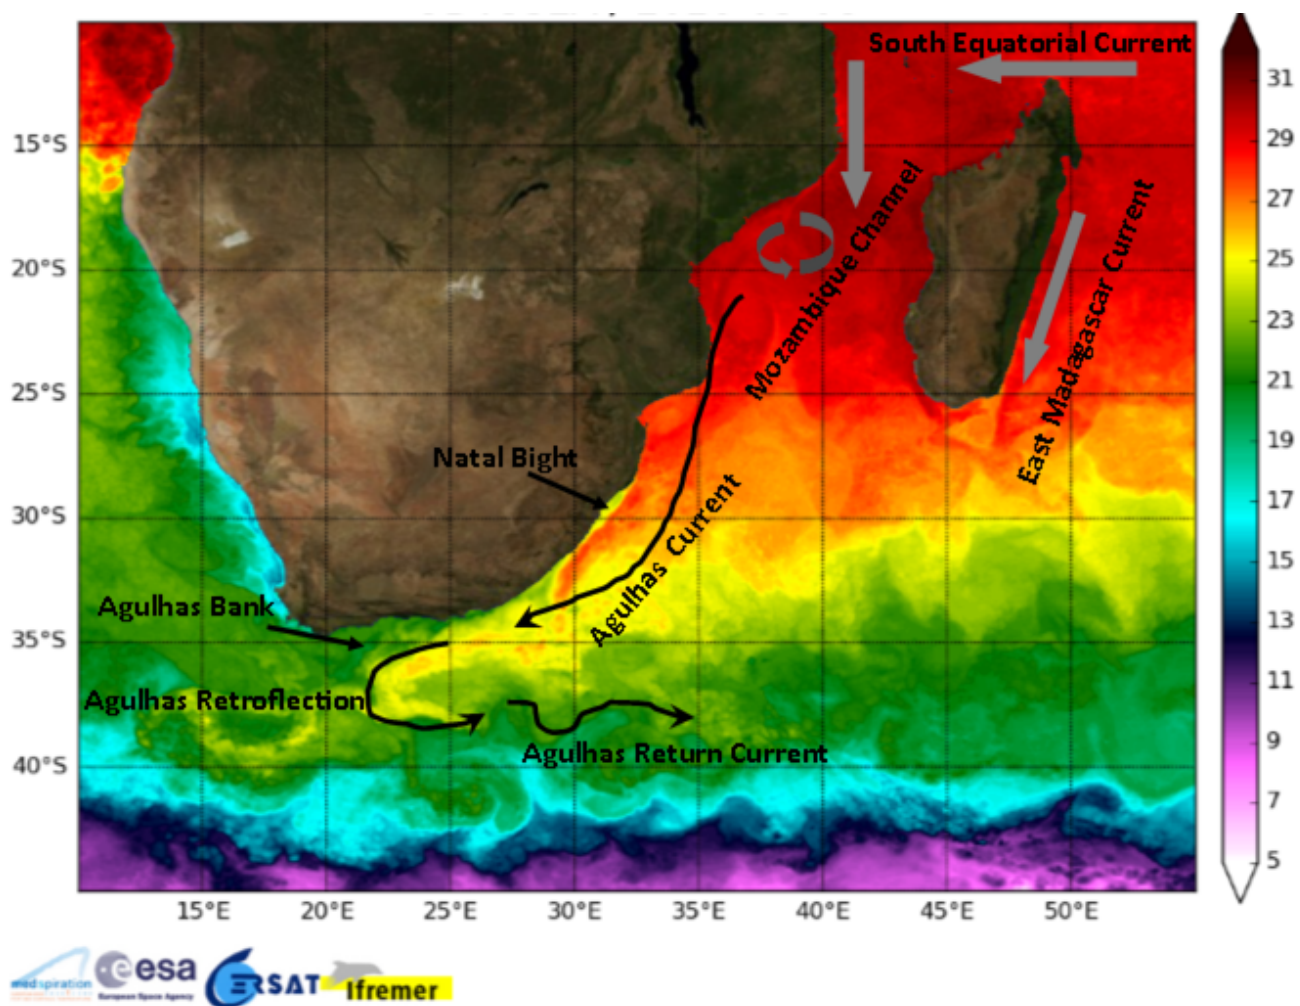 South Equatorial Current
31
29
15°S
27
Mozambique Channel
East Madagascar Current
20°S
25
23
25°S
21
Natal Bight
19
30°S
17
Agulhas Current
15
Agulhas Bank
13
35°S
Agulhas Retroflection
11
Agulhas Return Current
9
40°S
7
5
15°E 20°E 25°E 30°E 35°E 40°E 45°E 50°E
medspiration
esa
European Space Agency
CERSAT
Ifremer